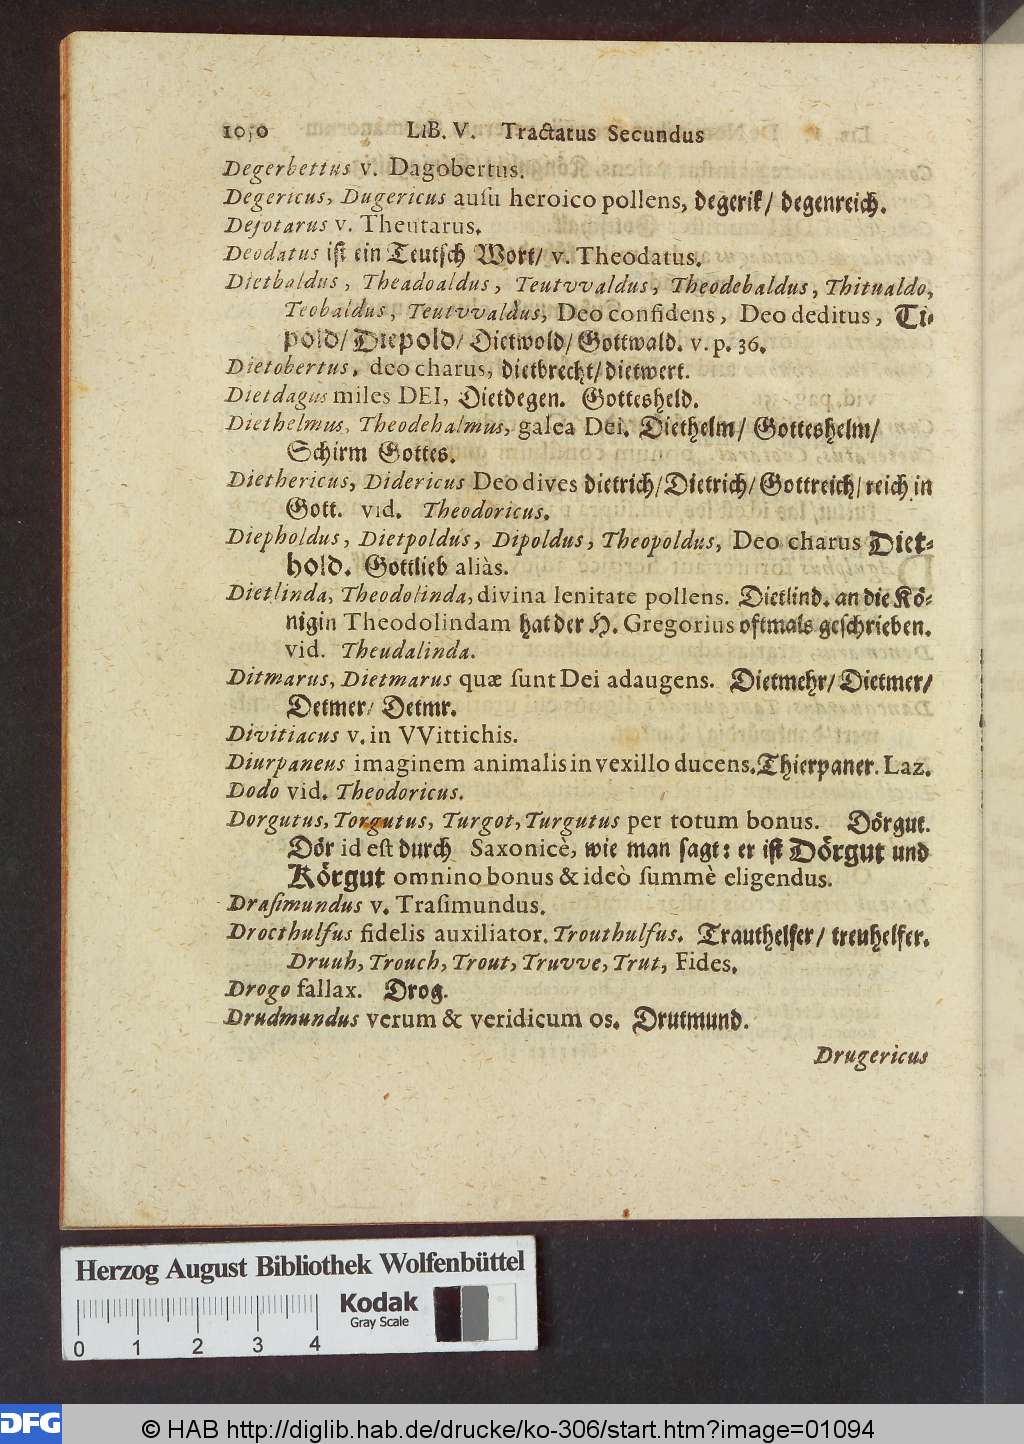 1050 LIB. V. Tractatus Secundus
Degerbettus v. Dagobertus.
Degericus, Dugericus auſu heroico pollens, degerik/ degenreich.
Dejotarus v. Theutarus.
Deodatus iſt ein Teutſch Wort/ v. Theodatus.
Dietbaldus, Theadoaldus, Teutvvaldus, Theodebaldus, Thitualdo,
Teobaldus, Teutvvaldus, Deo confidens, Deo deditus, Ti-
pold/ Diepold/ Dietwold/ Gottwald. v. p. 36.
Dietobertus, deo charus, dietbrecht/ dietwert.
Dietdagus miles DEI, Dietdegen. Gottesheld.
Diethelmus, Theodehalmus, galea Dei. Diethelm/ Gotteshelm/
Schirm Gottes.
Diethericus, Didericus Deo dives dietrich/ Dietrich/ Gottreich/ reich in
Gott. vid. Theodoricus.
Diepholdus, Dietpoldus, Dipoldus, Theopoldus, Deo charus Diet-
hold. Gottlieb aliàs.
Dietlinda, Theodolinda, divina lenitate pollens. Dietlind. an die Kö-
nigin Theodolindam hat der H. Gregorius oftmals geſchrieben.
vid. Theudalinda.
Ditmarus, Dietmarus quæ ſunt Dei adaugens. Dietmehr/ Dietmer/
Detmer/ Detmr.
Divitiacus v. in VVittichis.
Diurpaneus imaginem animalis in vexillo ducens. Thierpaner. Laz.
Dodo vid. Theodoricus.
Dorgutus, Torgutus, Turgot, Turgutus per totum bonus. Dörgut.
Dör id eſt durch Saxonicè, wie man ſagt: er iſt Dörgut und
Körgut omnino bonus & ideò ſummè eligendus.
Draſimundus v. Traſimundus.
Drocthulfus fidelis auxiliator. Trouthulfus. Trauthelfer/ treuhelfer.
Druuh, Trouch, Trout, Truvve, Trut, Fides.
Drogo fallax. Drog.
Drudmundus verum & veridicum os. Drutmund.
Drugericus
Herzog August Bibliothek Wolfenbüttel
0 1 2 3 4
Kodak
Gray Scale
DFG
© HAB http://diglib.hab.de/drucke/ko-306/start.htm?image=01094